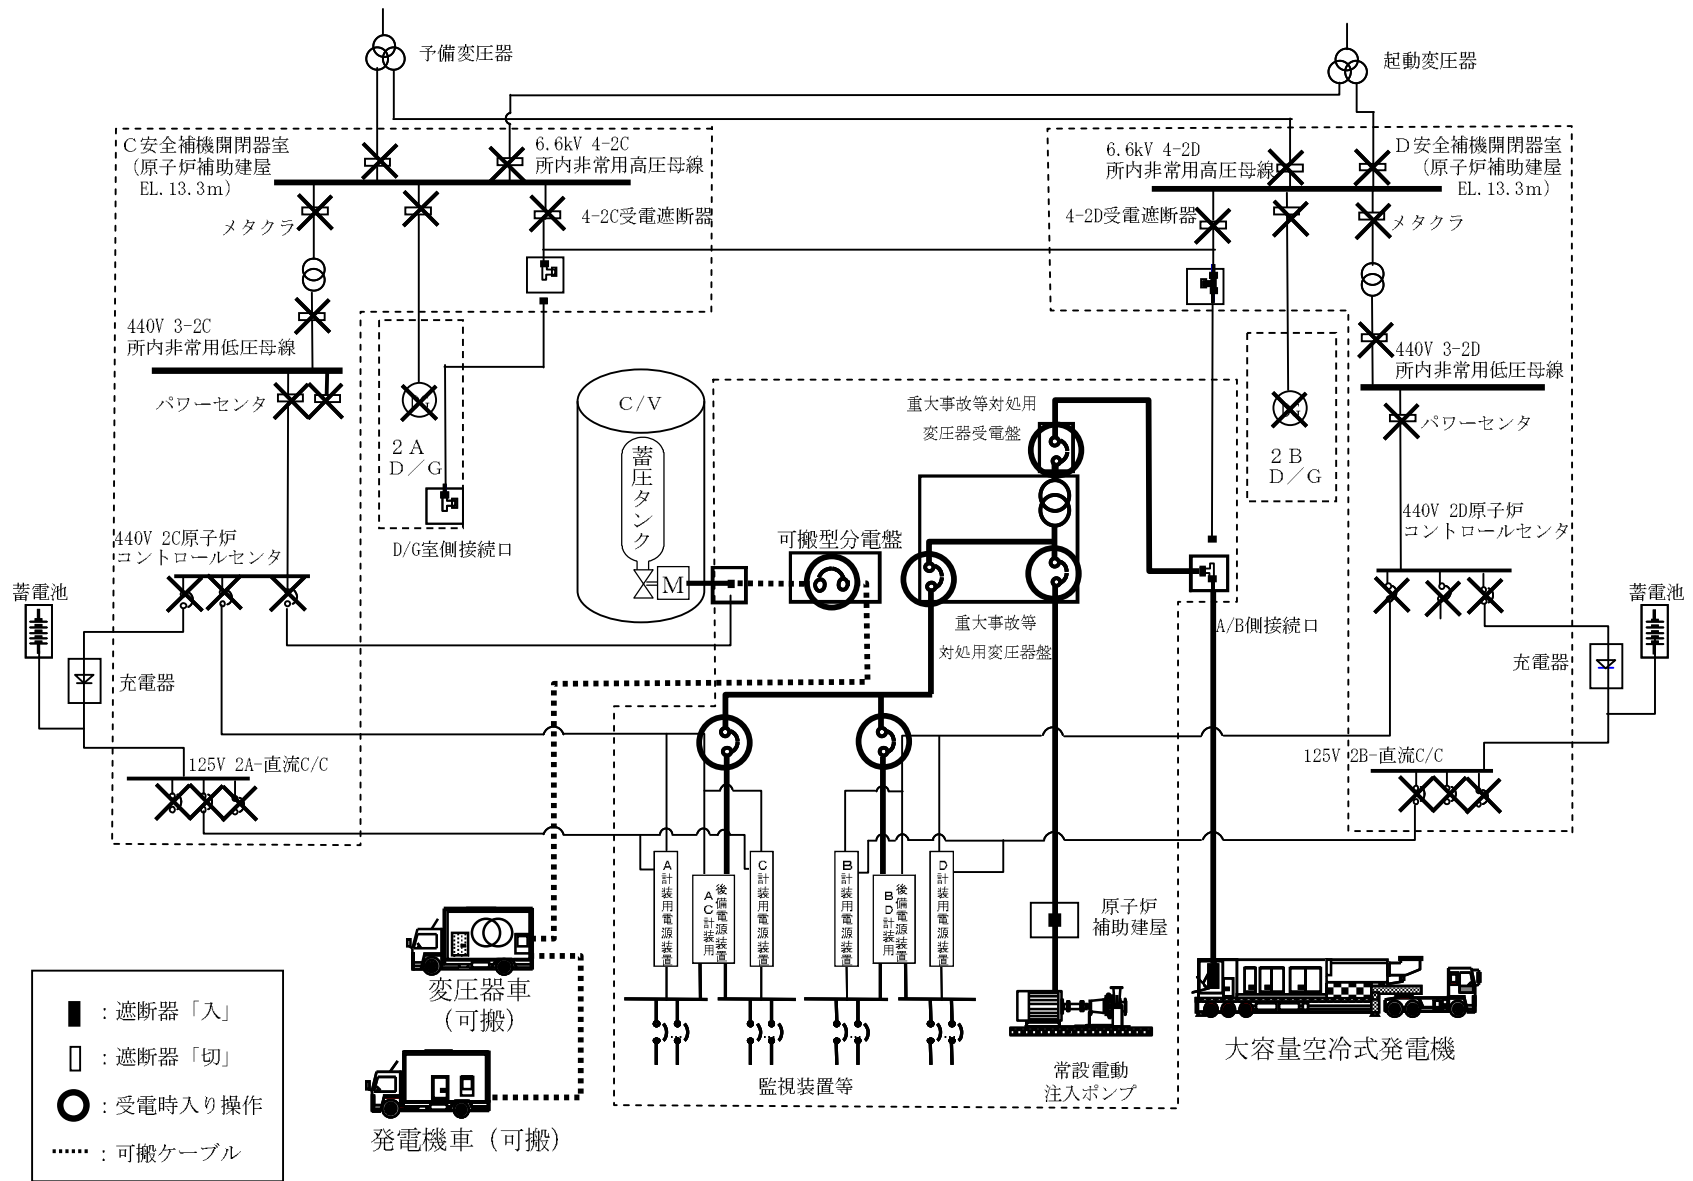 予備変圧器
起動変圧器
C安全補機開閉器室
(原子炉補助建屋
EL.13.3m)
6.6kV 4-2C
所内非常用高圧母線
6.6kV 4-2D
所内非常用高圧母線
D安全補機開閉器室
(原子炉補助建屋
EL.13.3m)
メタクラ
4-2C受電遮断器
4-2D受電遮断器
メタクラ
440V 3-2C
所内非常用低圧母線
パワーセンタ
440V 3-2D
所内非常用低圧母線
パワーセンタ
C/V
蓄圧タンク
M
重大事故等対処用
変圧器受電盤
2A
D/G
2B
D/G
440V 2C原子炉
コントロールセンタ
D/G室側接続口
可搬型分電盤
440V 2D原子炉
コントロールセンタ
蓄電池
充電器
重大事故等
対処用変圧器盤
A/B側接続口
蓄電池
充電器
125V 2A-直流C/C
125V 2B-直流C/C
A計装用電源装置
AC計装用
後備電源装置
C計装用電源装置
B計装用電源装置
BD計装用
後備電源装置
D計装用電源装置
原子炉
補助建屋
変圧器車
(可搬)
発電機車(可搬)
監視装置等
常設電動
注入ポンプ
大容量空冷式発電機
:遮断器「入」
:遮断器「切」
:受電時入り操作
:可搬ケーブル